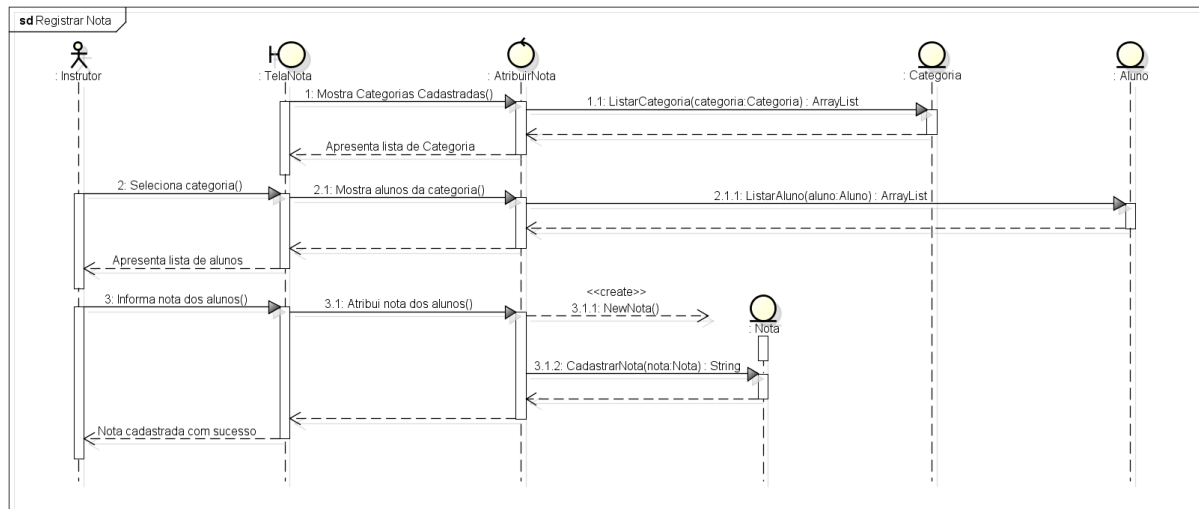 sd Registrar Nota
: Instrutor
: TelaNota
: AtribuirNota
: Categoria
: Aluno
1: Mostra Categorias Cadastradas()
1.1: ListarCategoria(categoria:Categoria) : ArrayList
Apresenta lista de Categoria
2: Seleciona categoria()
2.1: Mostra alunos da categoria()
2.1.1: ListarAluno(aluno:Aluno) : ArrayList
Apresenta lista de alunos
3: Informa nota dos alunos()
3.1: Atribui nota dos alunos()
<<create>>
3.1.1: NewNota()
: Nota
3.1.2: CadastrarNota(nota:Nota) : String
Nota cadastrada com sucesso